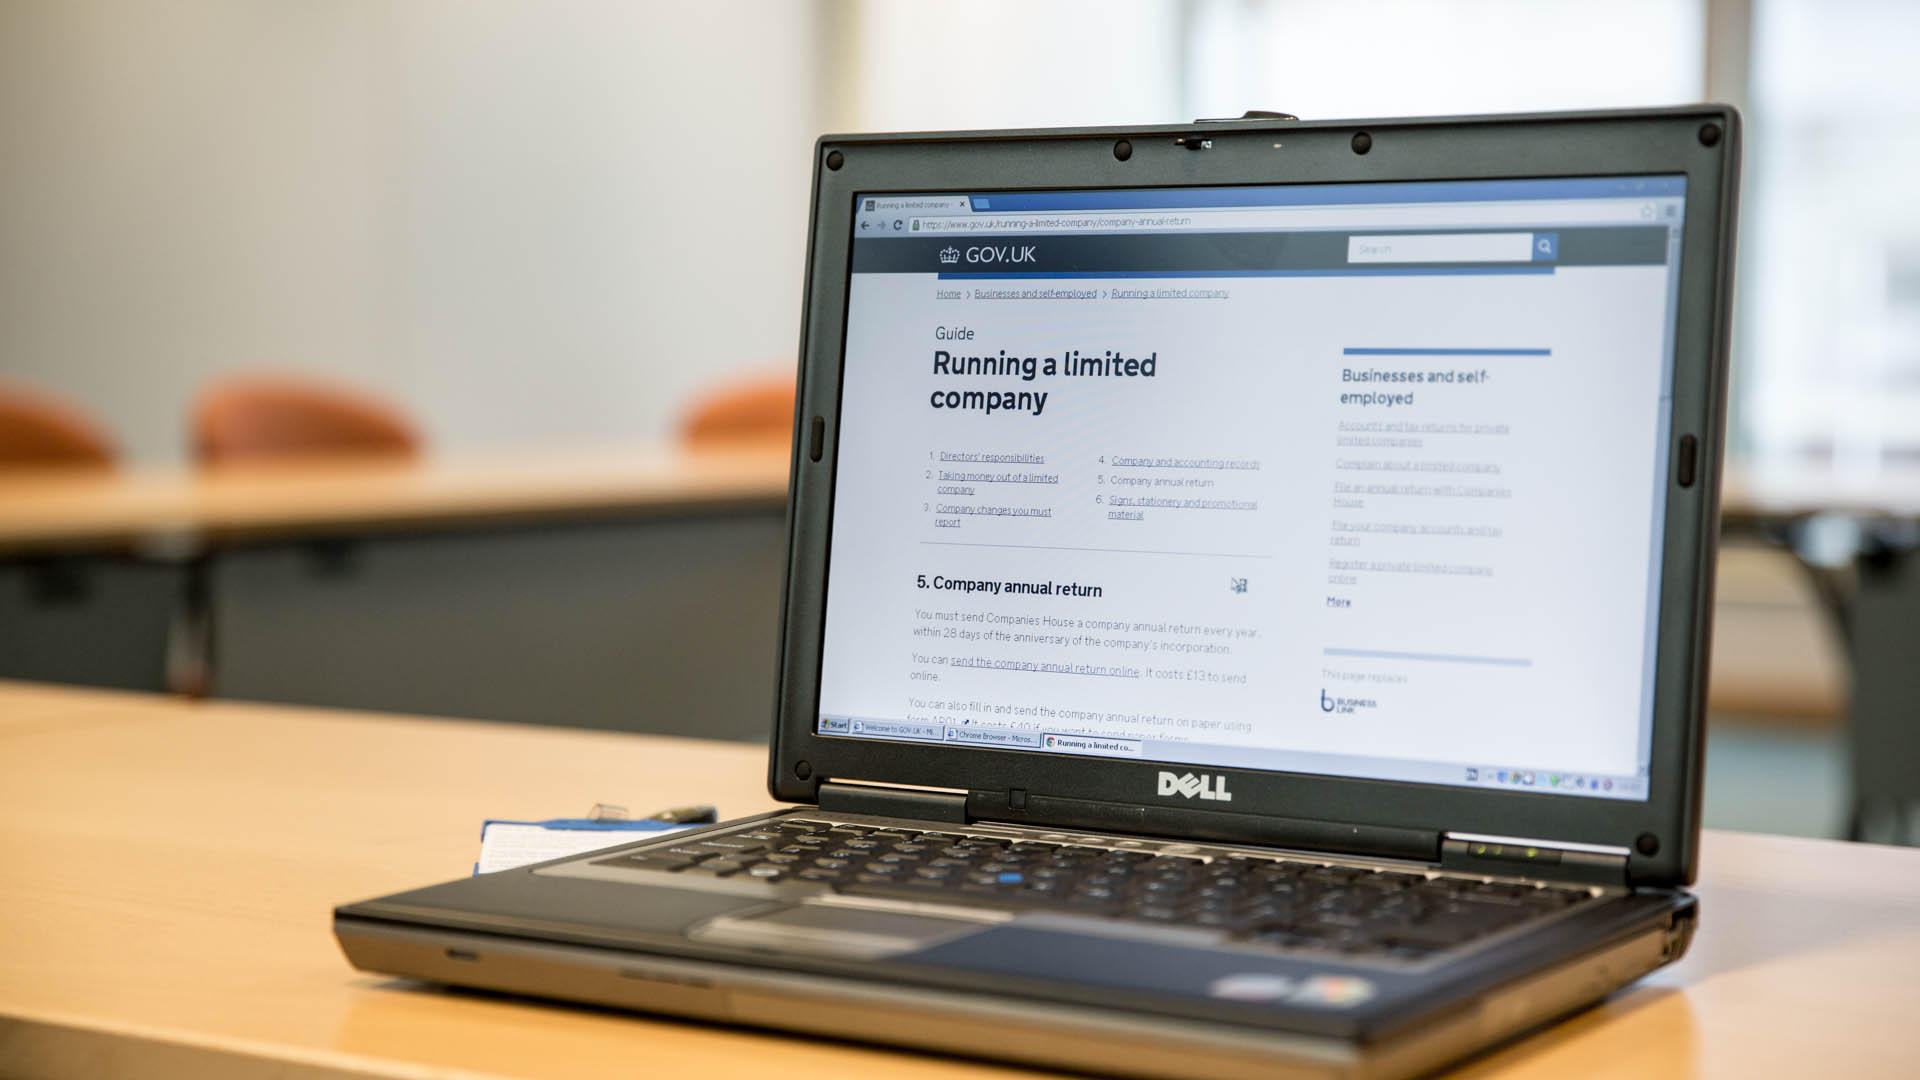 Running a limited company -
https://www.gov.uk/running-a-limited-company/company-annual-return
GOV.UK
Search
Home > Businesses and self-employed > Running a limited company
Guide
Running a limited
company
1. Directors' responsibilities
2. Taking money out of a limited
company
3. Company changes you must
report
4. Company and accounting records
5. Company annual return
6. Signs, stationery and promotional
material
5. Company annual return
You must send Companies House a company annual return every year,
within 28 days of the anniversary of the company's incorporation.
You can send the company annual return online. It costs £13 to send
online.
You can also fill in and send the company annual return on paper using
form AR01. It costs £40 if you want to send paper forms.
Businesses and self-
employed
Accounts and tax returns for private
limited companies
Complain about a limited company
File an annual return with Companies
House
File your company accounts and tax
return
Register a private limited company
online
More
This page replaces
BUSINESS
LINK
Start
Welcome to GOV.UK - Mi...
Chrome Browser - Micros...
Running a limited co...
DELL